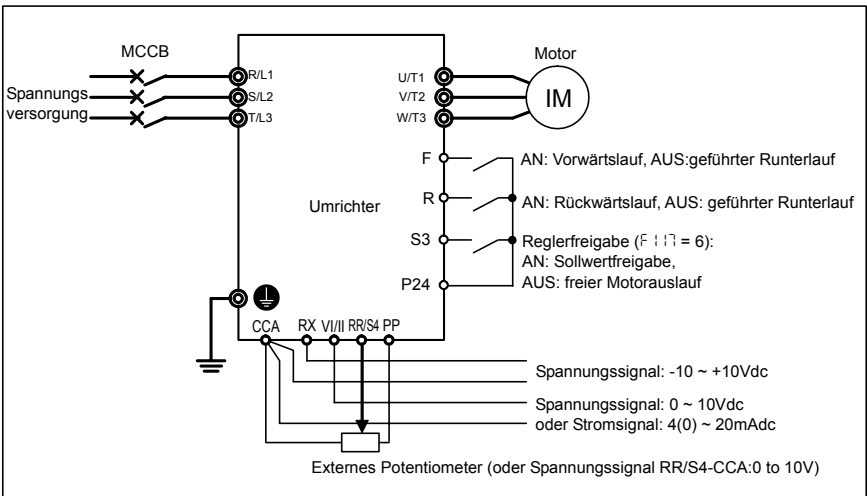 MCCB
Motor
R/L1
U/T1
Spannungs
S/L2
V/T2
IM
versorgung
T/L3
W/T3
F
AN: Vorwärtslauf, AUS:geführter Runterlauf
Umrichter
R
AN: Rückwärtslauf, AUS: geführter Runterlauf
S3
Reglerfreigabe (F117 = 6):
AN: Sollwertfreigabe,
P24
AUS: freier Motorauslauf
CCA RX VI/II RR/S4 PP
Spannungssignal: -10 ~ +10Vdc
Spannungssignal: 0 ~ 10Vdc
oder Stromsignal: 4(0) ~ 20mAdc
Externes Potentiometer (oder Spannungssignal RR/S4-CCA:0 to 10V)